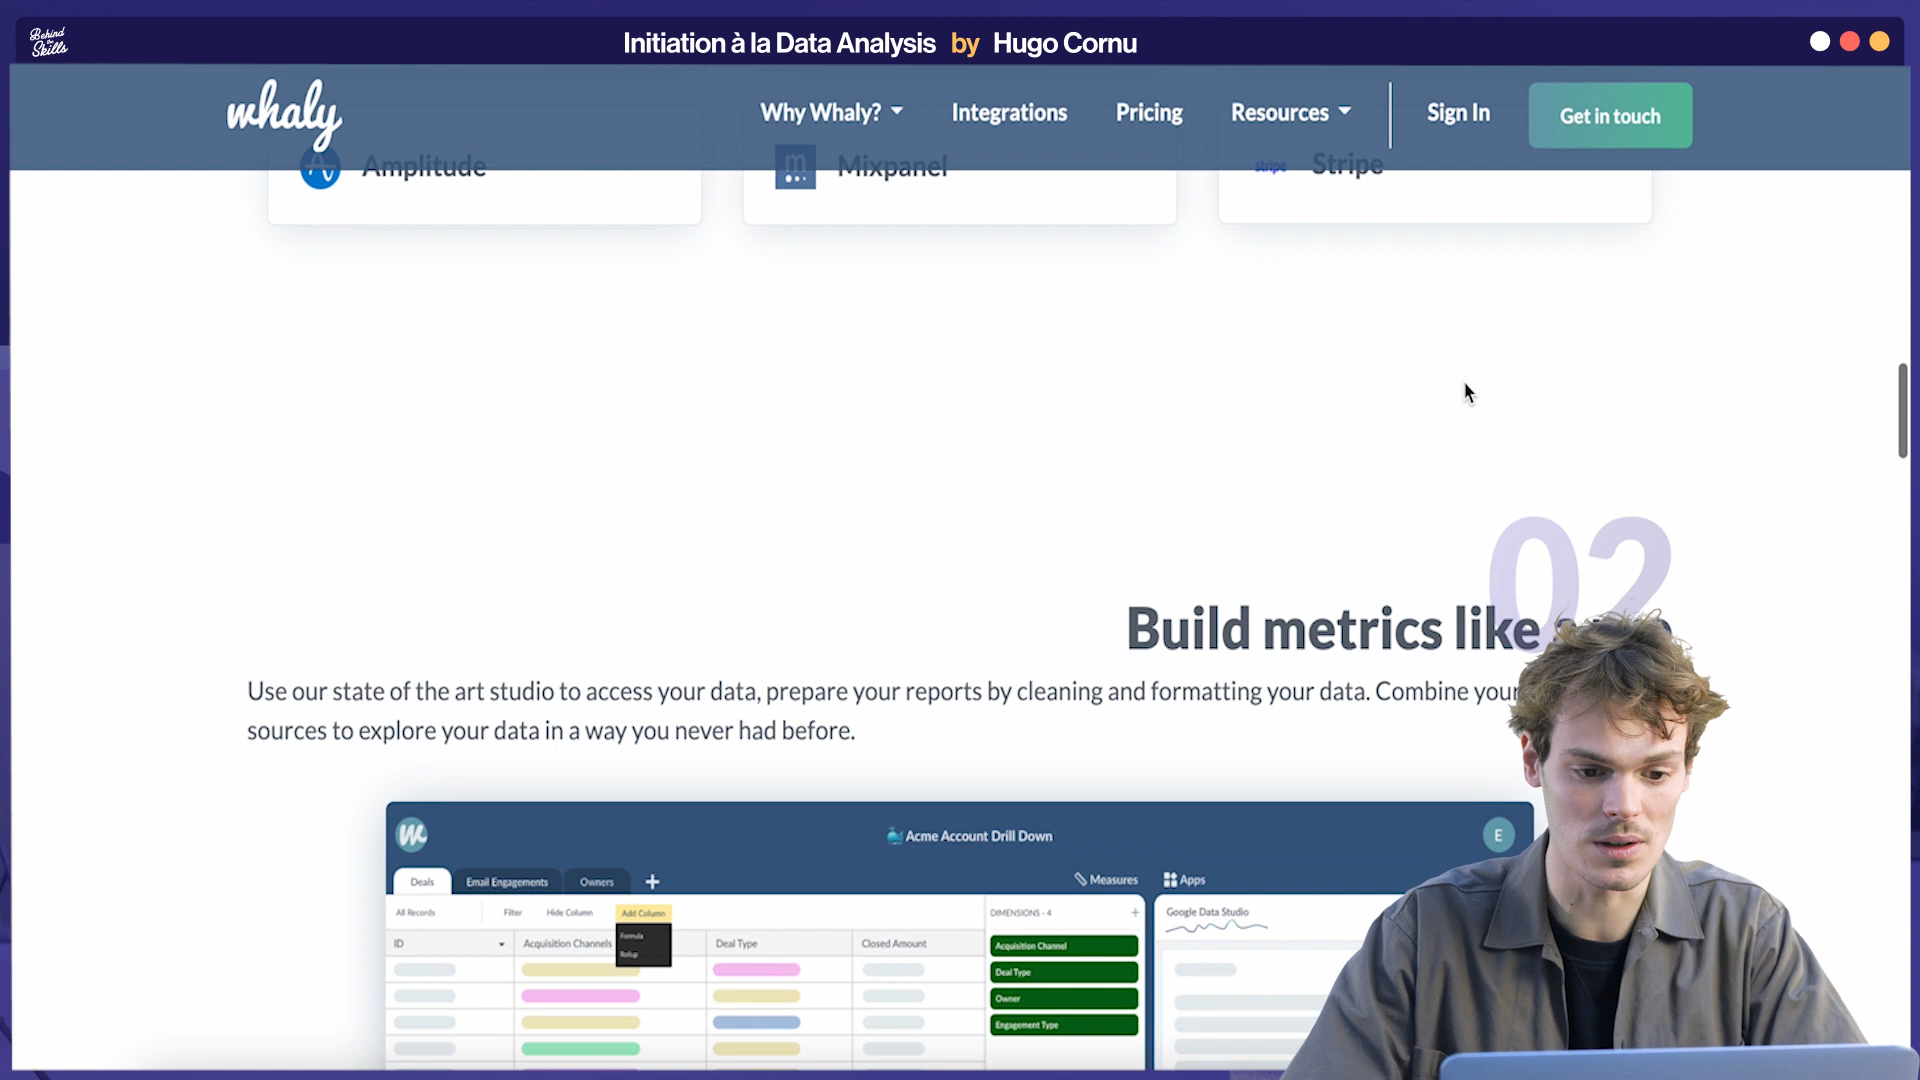 Behind
the
Skills
Initiation à la Data Analysis by Hugo Cornu
whaly
Why Whaly?
Integrations
Pricing
Resources
Sign In
Get in touch
Amplitude
m
Mixpanel
stripe
Stripe
02
Build metrics like
Use our state of the art studio to access your data, prepare your reports by cleaning and formatting your data. Combine your
sources to explore your data in a way you never had before.
Acme Account Drill Down
E
Deals
Email Engagements
Owners
+
Measures
Apps
All Records
Filter
Hide Column
Add Column
DIMENSIONS - 4
+
Google Data Studio
Formula
Rollup
ID
Acquisition Channels
Deal Type
Closed Amount
Acquisition Channel
Deal Type
Owner
Engagement Type